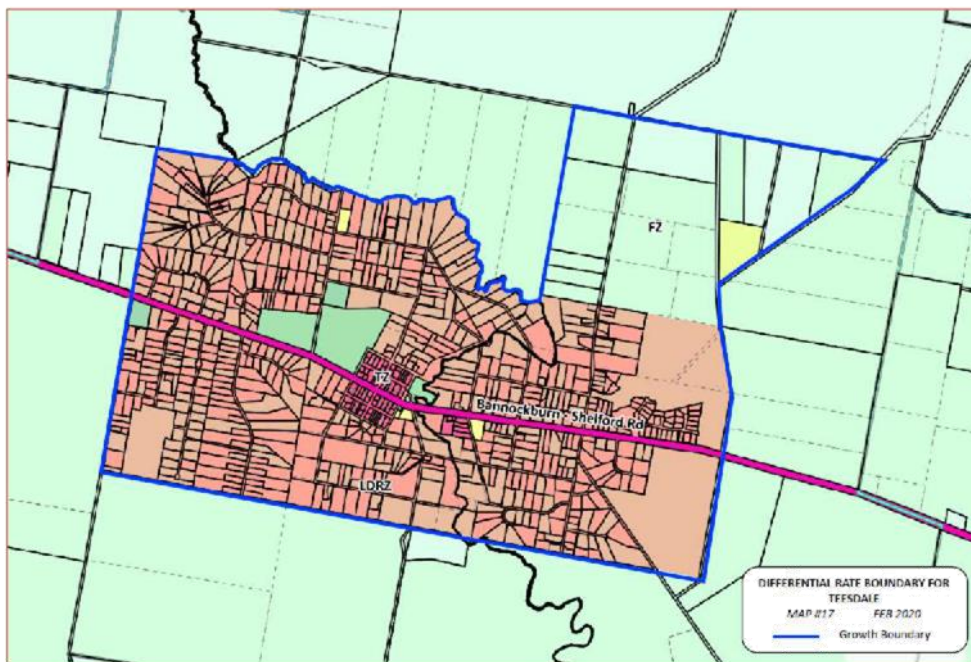 FZ
TZ
Bannockburn - Shelford Rd
LDRZ
DIFFERENTIAL RATE BOUNDARY FOR
TEESDALE
MAP #17 FEB 2020
Growth Boundary